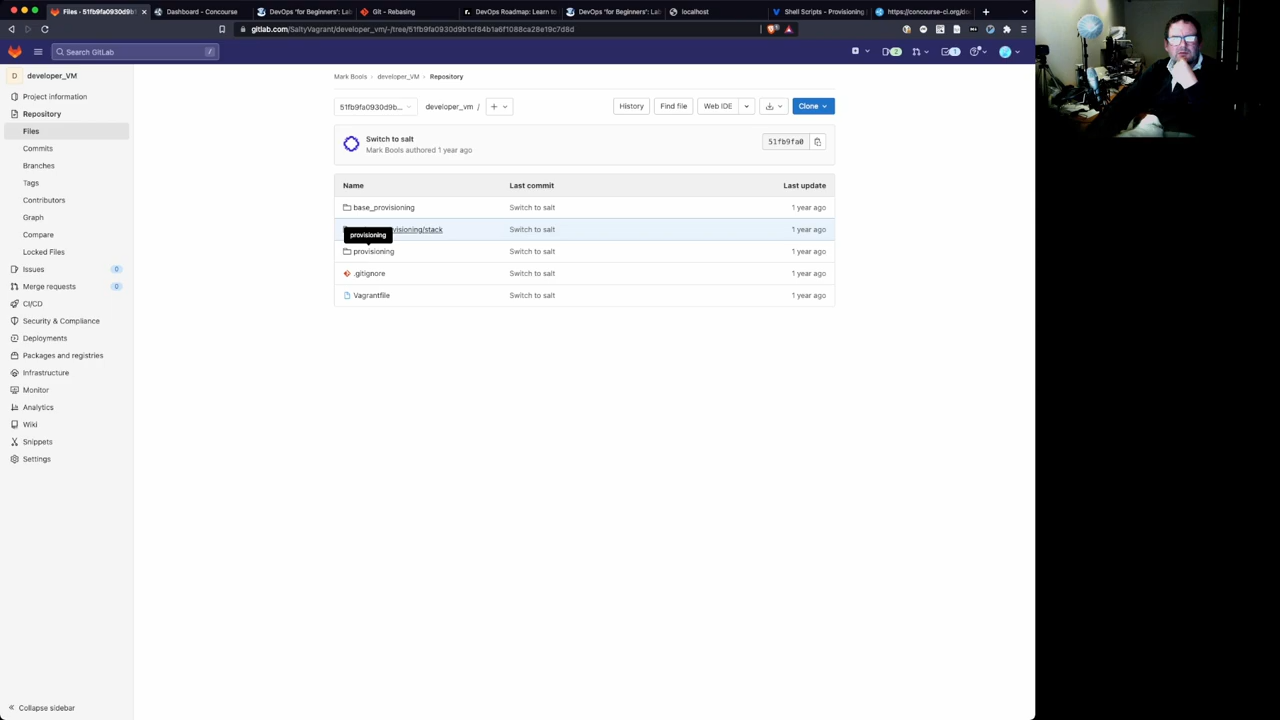 Files · 51fb9fa0930d9b1
Dashboard - Concourse
DevOps "for Beginners": Lab
Git - Rebasing
DevOps Roadmap: Learn to
DevOps "for Beginners": Lab
localhost
Shell Scripts - Provisioning
https://concourse-ci.org/do
gitlab.com/SaltyVagrant/developer_vm/-/tree/51fb9fa0930d9b1cf84b1a6f1088ca28e19c7d8d
Search GitLab /
2
1
D developer_VM
Project information
Repository
Files
Commits
Branches
Tags
Contributors
Graph
Compare
Locked Files
Issues 0
Merge requests 0
CI/CD
Security & Compliance
Deployments
Packages and registries
Infrastructure
Monitor
Analytics
Wiki
Snippets
Settings
Collapse sidebar
Mark Bools › developer_VM › Repository
51fb9fa0930d9b... developer_vm / +
History Find file Web IDE Clone
Switch to salt
Mark Bools authored 1 year ago
51fb9fa0
Name Last commit Last update
base_provisioning Switch to salt 1 year ago
visioning/stack Switch to salt 1 year ago
provisioning
provisioning Switch to salt 1 year ago
.gitignore Switch to salt 1 year ago
Vagrantfile Switch to salt 1 year ago